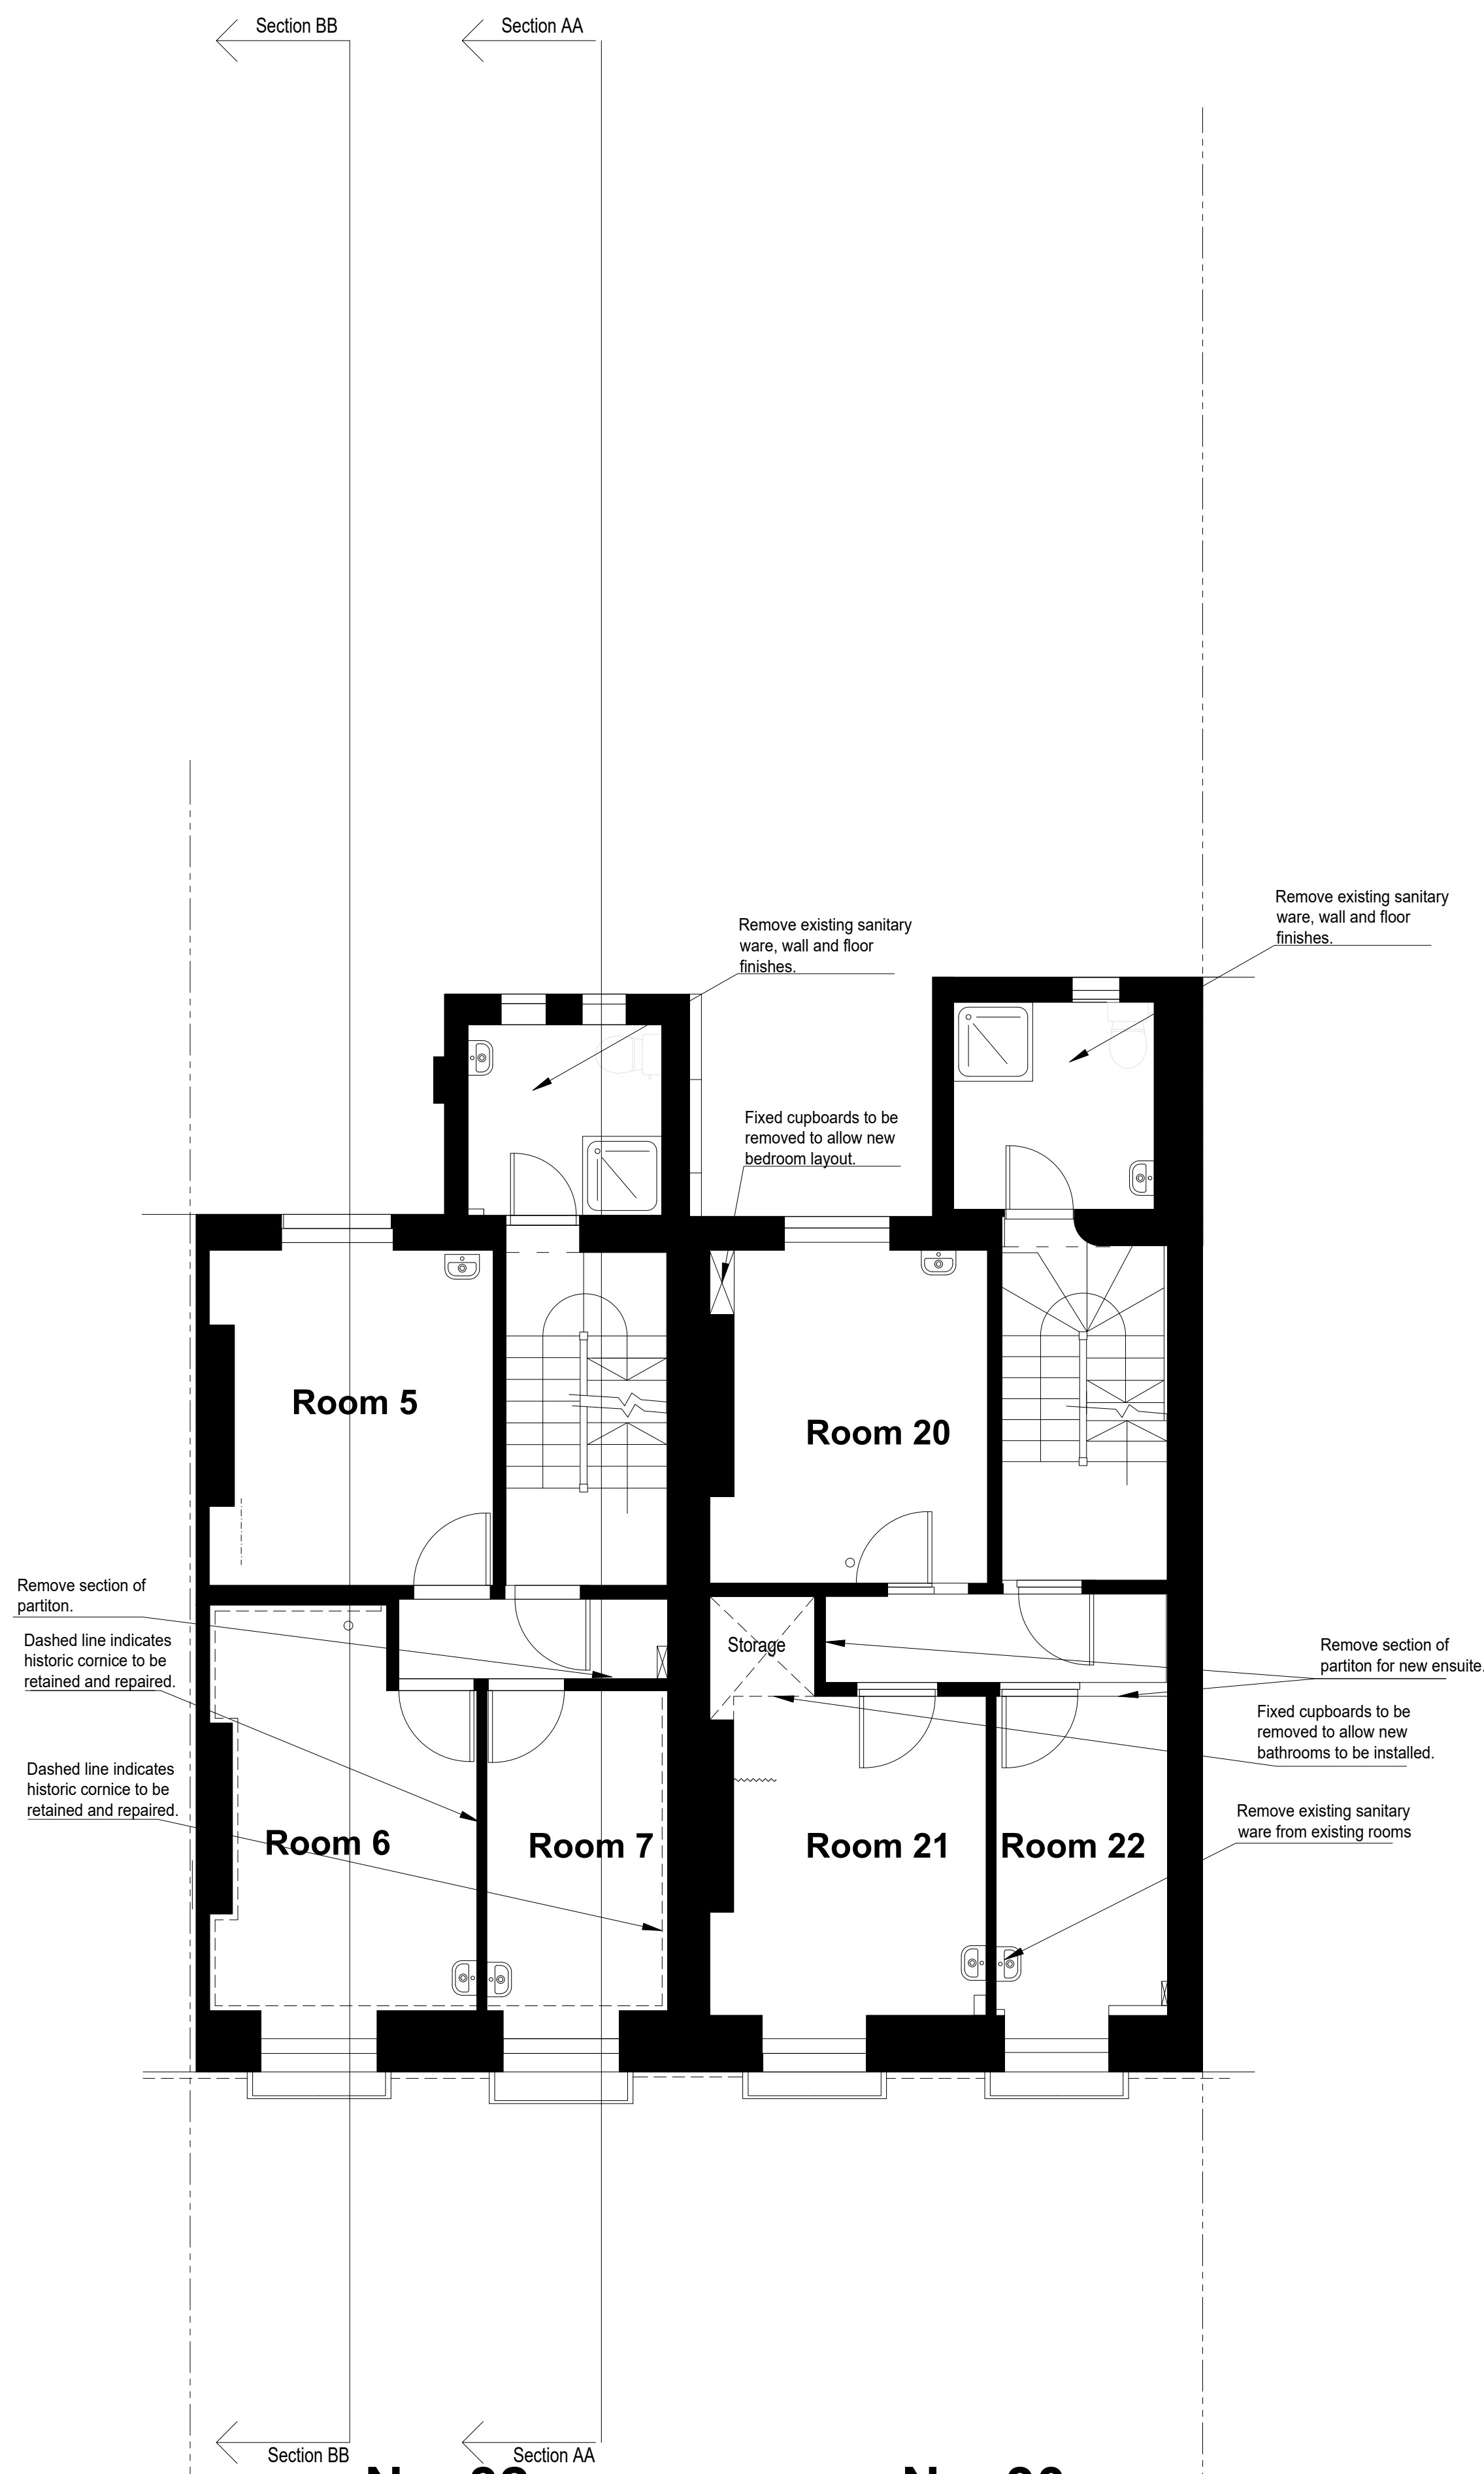 Section BB
Section AA
Remove existing sanitary
ware, wall and floor
finishes.
Remove existing sanitary
ware, wall and floor
finishes.
Fixed cupboards to be
removed to allow new
bedroom layout.
Room 5
Room 20
Remove section of
partiton.
Dashed line indicates
historic cornice to be
retained and repaired.
Storage
Remove section of
partiton for new ensuite.
Fixed cupboards to be
removed to allow new
bathrooms to be installed.
Dashed line indicates
historic cornice to be
retained and repaired.
Remove existing sanitary
ware from existing rooms
Room 6
Room 7
Room 21
Room 22
Section BB
Section AA